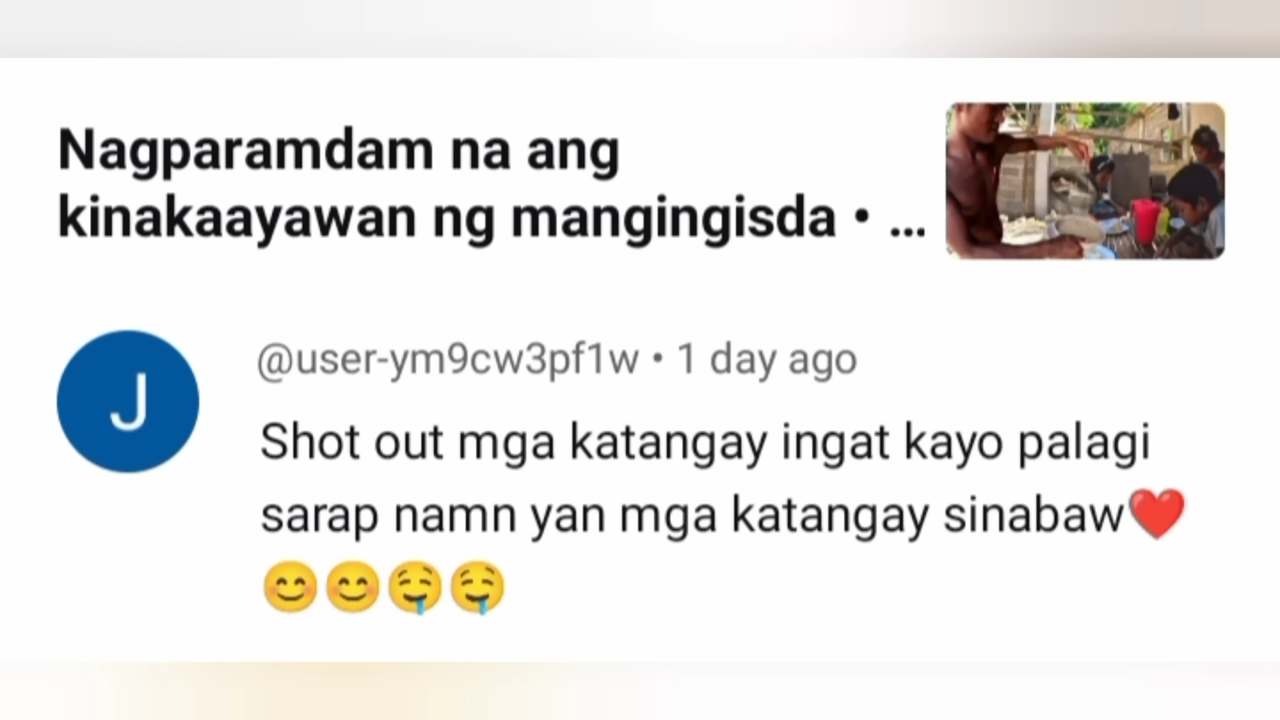 Nagparamdam na ang
kinakaayawan ng mangingisda • ...
J
@user-ym9cw3pf1w • 1 day ago
Shot out mga katangay ingat kayo palagi
sarap namn yan mga katangay sinabaw❤️
😊😊🤤🤤